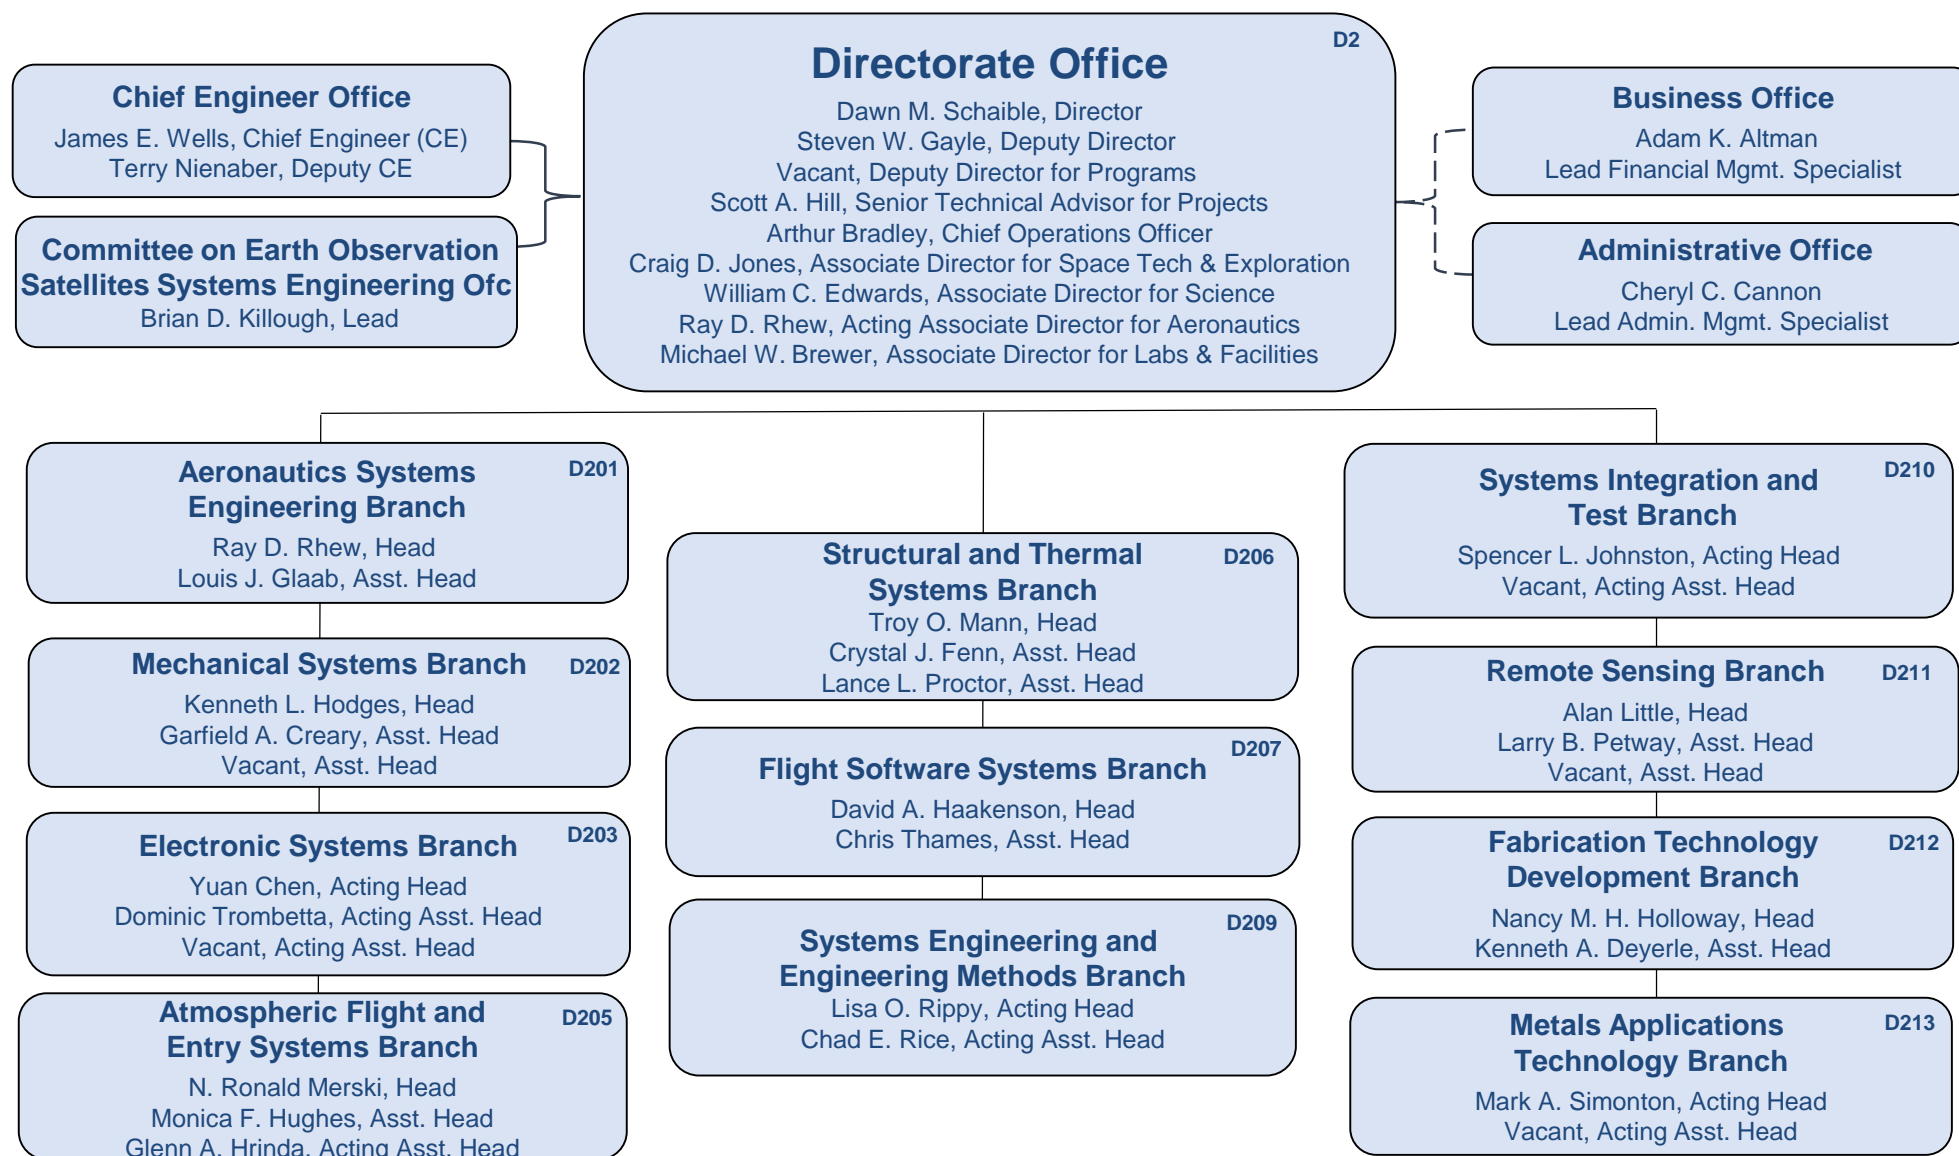 D2
Directorate Office
Dawn M. Schaible, Director
Steven W. Gayle, Deputy Director
Vacant, Deputy Director for Programs
Scott A. Hill, Senior Technical Advisor for Projects
Arthur Bradley, Chief Operations Officer
Craig D. Jones, Associate Director for Space Tech & Exploration
William C. Edwards, Associate Director for Science
Ray D. Rhew, Acting Associate Director for Aeronautics
Michael W. Brewer, Associate Director for Labs & Facilities
Chief Engineer Office
James E. Wells, Chief Engineer (CE)
Terry Nienaber, Deputy CE
Committee on Earth Observation
Satellites Systems Engineering Ofc
Brian D. Killough, Lead
Business Office
Adam K. Altman
Lead Financial Mgmt. Specialist
Administrative Office
Cheryl C. Cannon
Lead Admin. Mgmt. Specialist
Aeronautics Systems
Engineering Branch
D201
Ray D. Rhew, Head
Louis J. Glaab, Asst. Head
Mechanical Systems Branch
D202
Kenneth L. Hodges, Head
Garfield A. Creary, Asst. Head
Vacant, Asst. Head
Electronic Systems Branch
D203
Yuan Chen, Acting Head
Dominic Trombetta, Acting Asst. Head
Vacant, Acting Asst. Head
Atmospheric Flight and
Entry Systems Branch
D205
N. Ronald Merski, Head
Monica F. Hughes, Asst. Head
Glenn A. Hrinda, Acting Asst. Head
Structural and Thermal
Systems Branch
D206
Troy O. Mann, Head
Crystal J. Fenn, Asst. Head
Lance L. Proctor, Asst. Head
D207
Flight Software Systems Branch
David A. Haakenson, Head
Chris Thames, Asst. Head
D209
Systems Engineering and
Engineering Methods Branch
Lisa O. Rippy, Acting Head
Chad E. Rice, Acting Asst. Head
D210
Systems Integration and
Test Branch
Spencer L. Johnston, Acting Head
Vacant, Acting Asst. Head
Remote Sensing Branch
D211
Alan Little, Head
Larry B. Petway, Asst. Head
Vacant, Asst. Head
Fabrication Technology
Development Branch
D212
Nancy M. H. Holloway, Head
Kenneth A. Deyerle, Asst. Head
Metals Applications
Technology Branch
D213
Mark A. Simonton, Acting Head
Vacant, Acting Asst. Head